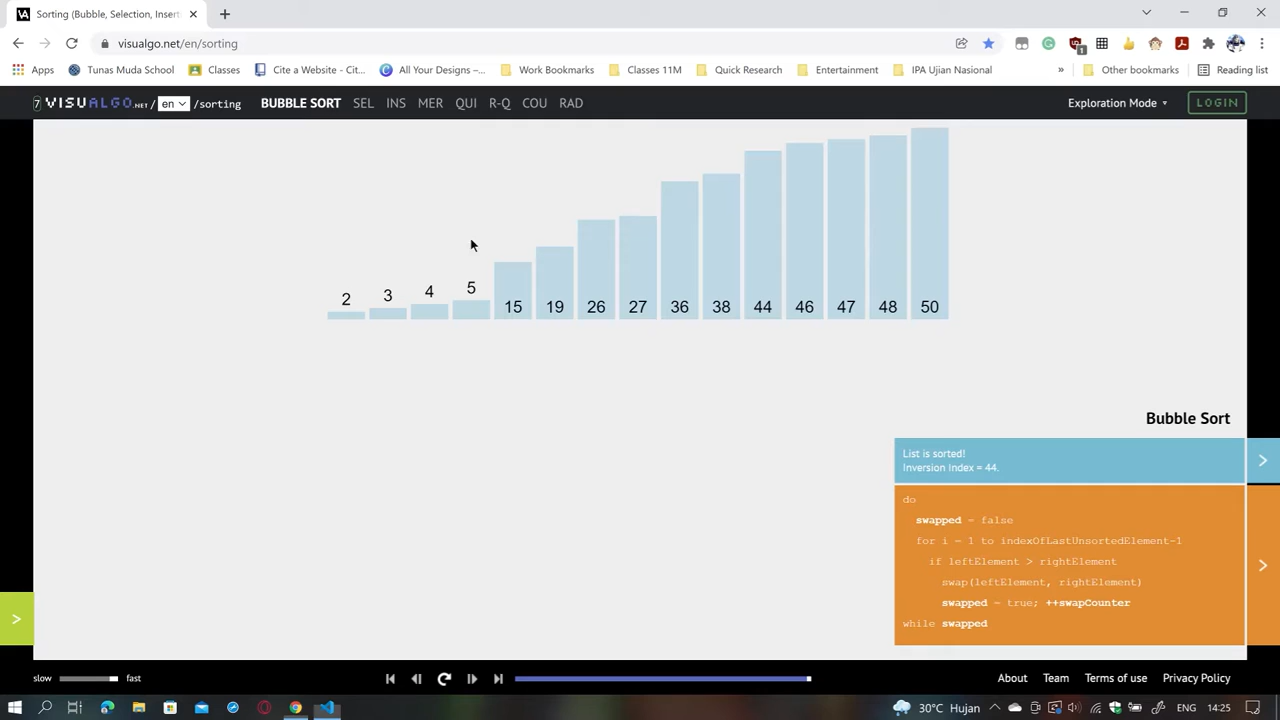 Sorting (Bubble, Selection, Insert
visualgo.net/en/sorting
1
Apps
Tunas Muda School
Classes
Cite a Website - Cit...
All Your Designs –...
Work Bookmarks
Classes 11M
Quick Research
Entertainment
IPA Ujian Nasional
»
Other bookmarks
Reading list
7 VISUALGO.NET / en /sorting
BUBBLE SORT SEL INS MER QUI R-Q COU RAD
Exploration Mode
LOGIN
2 3 4 5 15 19 26 27 36 38 44 46 47 48 50
Bubble Sort
List is sorted!
Inversion Index = 44.
do
swapped = false
for i = 1 to indexOfLastUnsortedElement-1
if leftElement > rightElement
swap(leftElement, rightElement)
swapped = true; ++swapCounter
while swapped
slow fast
About Team Terms of use Privacy Policy
30°C Hujan
ENG
14:25